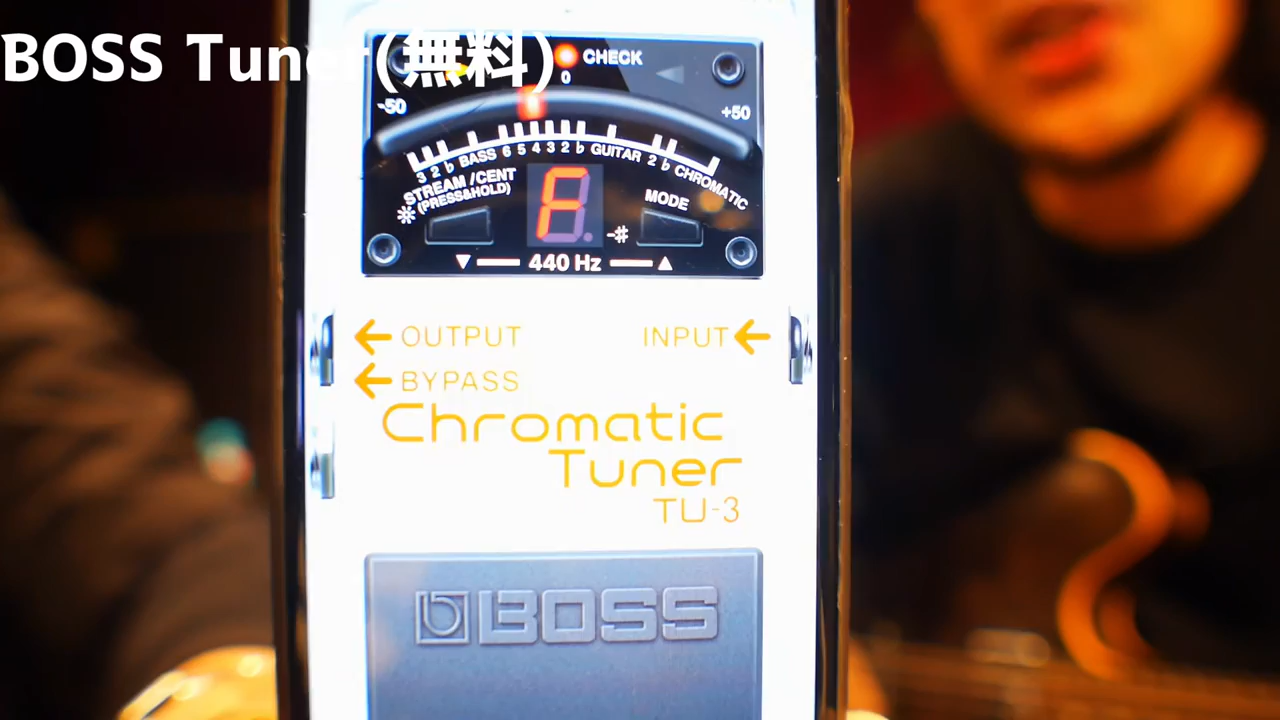 BOSS Tuner(無料)
CHECK
0
-50
+50
3 2 ♭ BASS 6 5 4 3 2 ♭ GUITAR 2 ♭ CHROMATIC
STREAM/CENT
(PRESS&HOLD)
MODE
F
-#
▼ 440 Hz ▲
← OUTPUT
INPUT ←
← BYPASS
Chromatic
Tuner
TU-3
BOSS